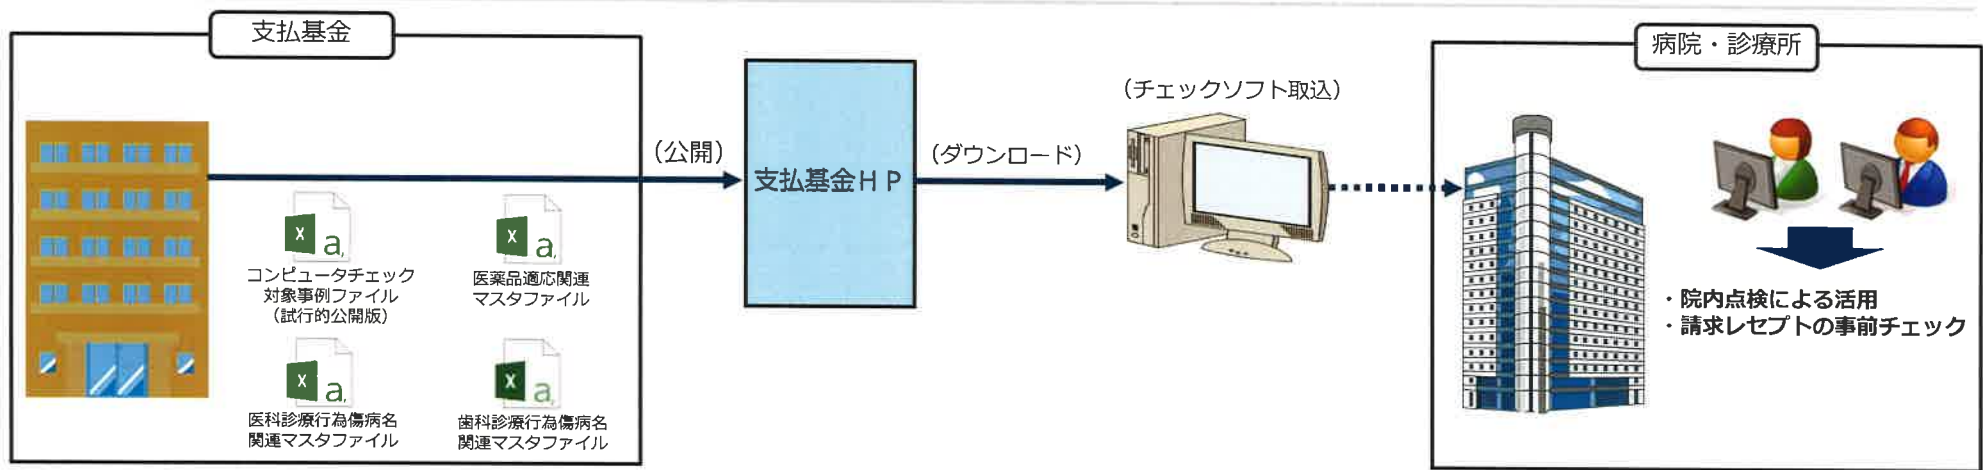 支払基金
病院・診療所
(公開)
支払基金HP
(ダウンロード)
(チェックソフト取込)
X a,
コンピュータチェック
対象事例ファイル
(試行的公開版)
X a,
医薬品適応関連
マスタファイル
X a,
医科診療行為傷病名
関連マスタファイル
X a,
歯科診療行為傷病名
関連マスタファイル
・院内点検による活用
・請求レセプトの事前チェック